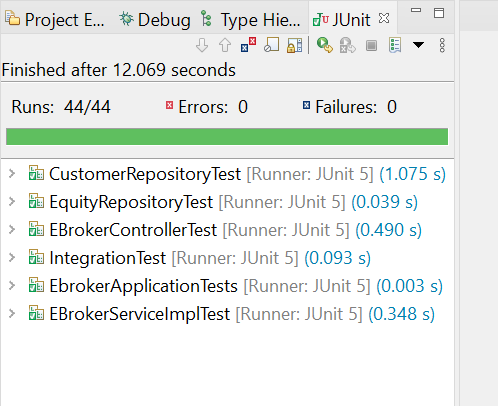 Project E... Debug Type Hie... JUnit
Finished after 12.069 seconds
Runs: 44/44 Errors: 0 Failures: 0
CustomerRepositoryTest [Runner: JUnit 5] (1.075 s)
EquityRepositoryTest [Runner: JUnit 5] (0.039 s)
EBrokerControllerTest [Runner: JUnit 5] (0.490 s)
IntegrationTest [Runner: JUnit 5] (0.093 s)
EbrokerApplicationTests [Runner: JUnit 5] (0.003 s)
EBrokerServiceImplTest [Runner: JUnit 5] (0.348 s)